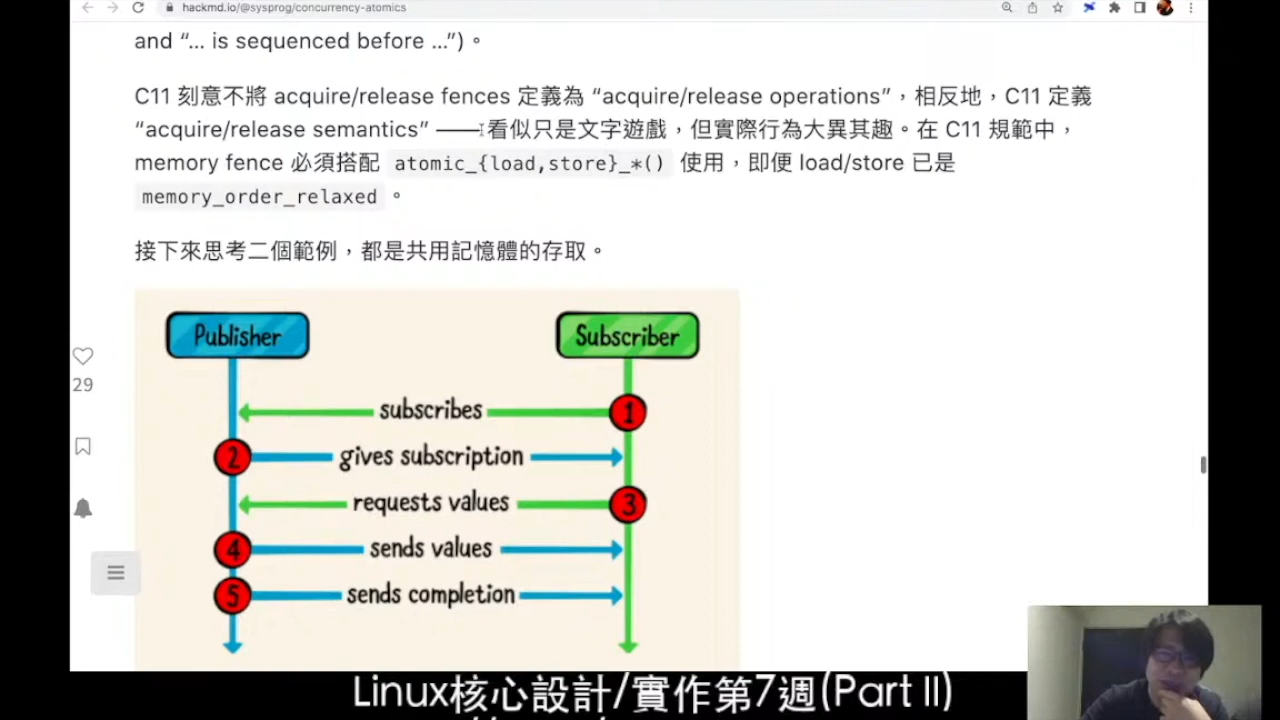 hackmd.io/@sysprog/concurrency-atomics
and “... is sequenced before ...”)。
C11 刻意不將 acquire/release fences 定義為 “acquire/release operations”，相反地，C11 定義
“acquire/release semantics” ——看似只是文字遊戲，但實際行為大異其趣。在 C11 規範中，
memory fence 必須搭配 atomic_{load,store}_*() 使用，即便 load/store 已是
memory_order_relaxed 。
接下來思考二個範例，都是共用記憶體的存取。
Publisher
Subscriber
29
subscribes
1
2
gives subscription
requests values
3
4
sends values
5
sends completion
Linux核心設計/實作第7週(Part II)